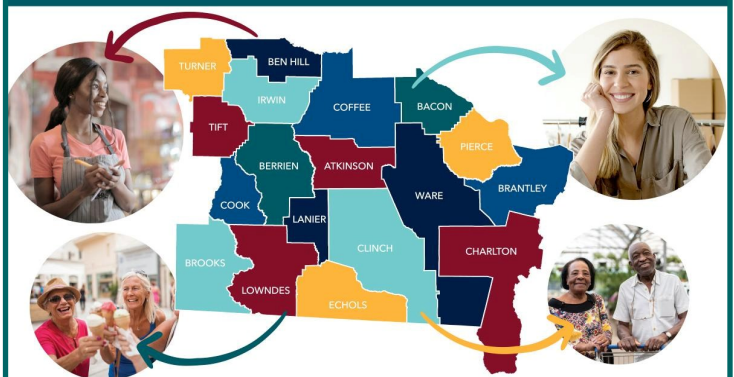 TURNER
BEN HILL
IRWIN
COFFEE
BACON
TIFT
PIERCE
BERRIEN
ATKINSON
BRANTLEY
WARE
COOK
LANIER
CLINCH
CHARLTON
BROOKS
LOWNDES
ECHOLS